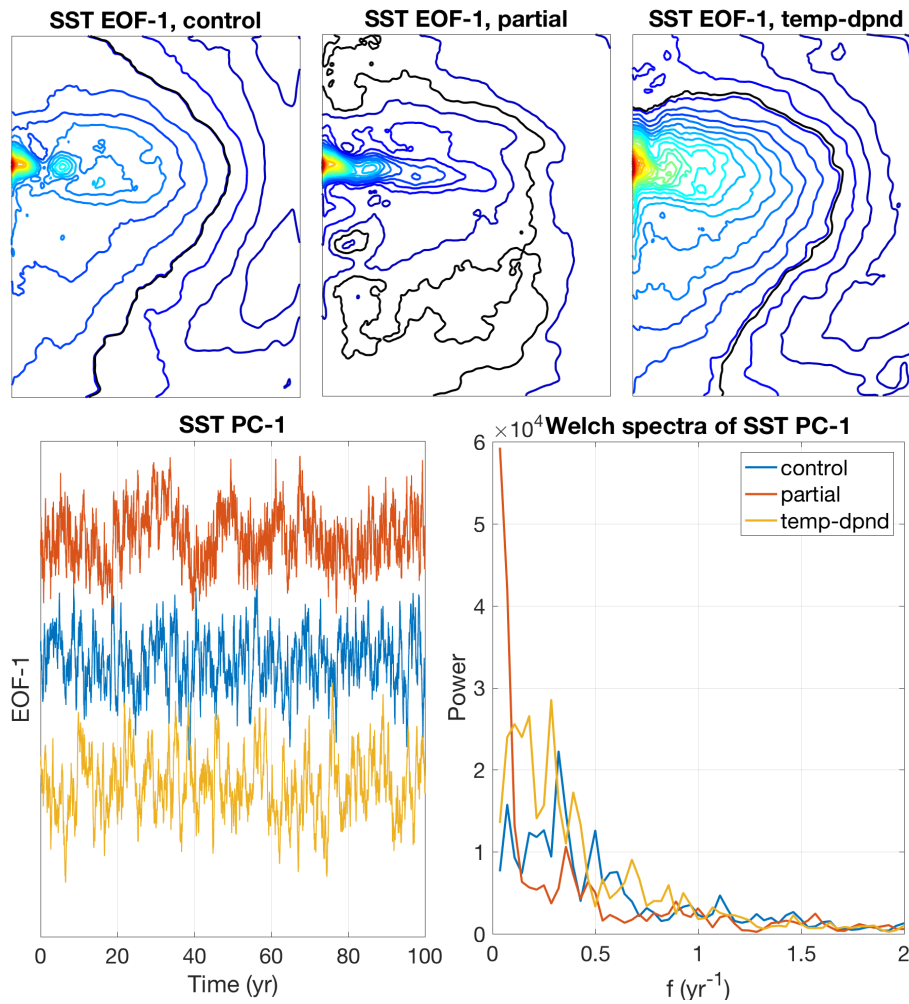 SST EOF-1, control
SST EOF-1, partial
SST EOF-1, temp-dpnd
SST PC-1
EOF-1
0
20
40
60
80
100
Time (yr)
×10⁴
Welch spectra of SST PC-1
Power
6
5
4
3
2
1
0
control
partial
temp-dpnd
0
0.5
1
1.5
2
f (yr⁻¹)